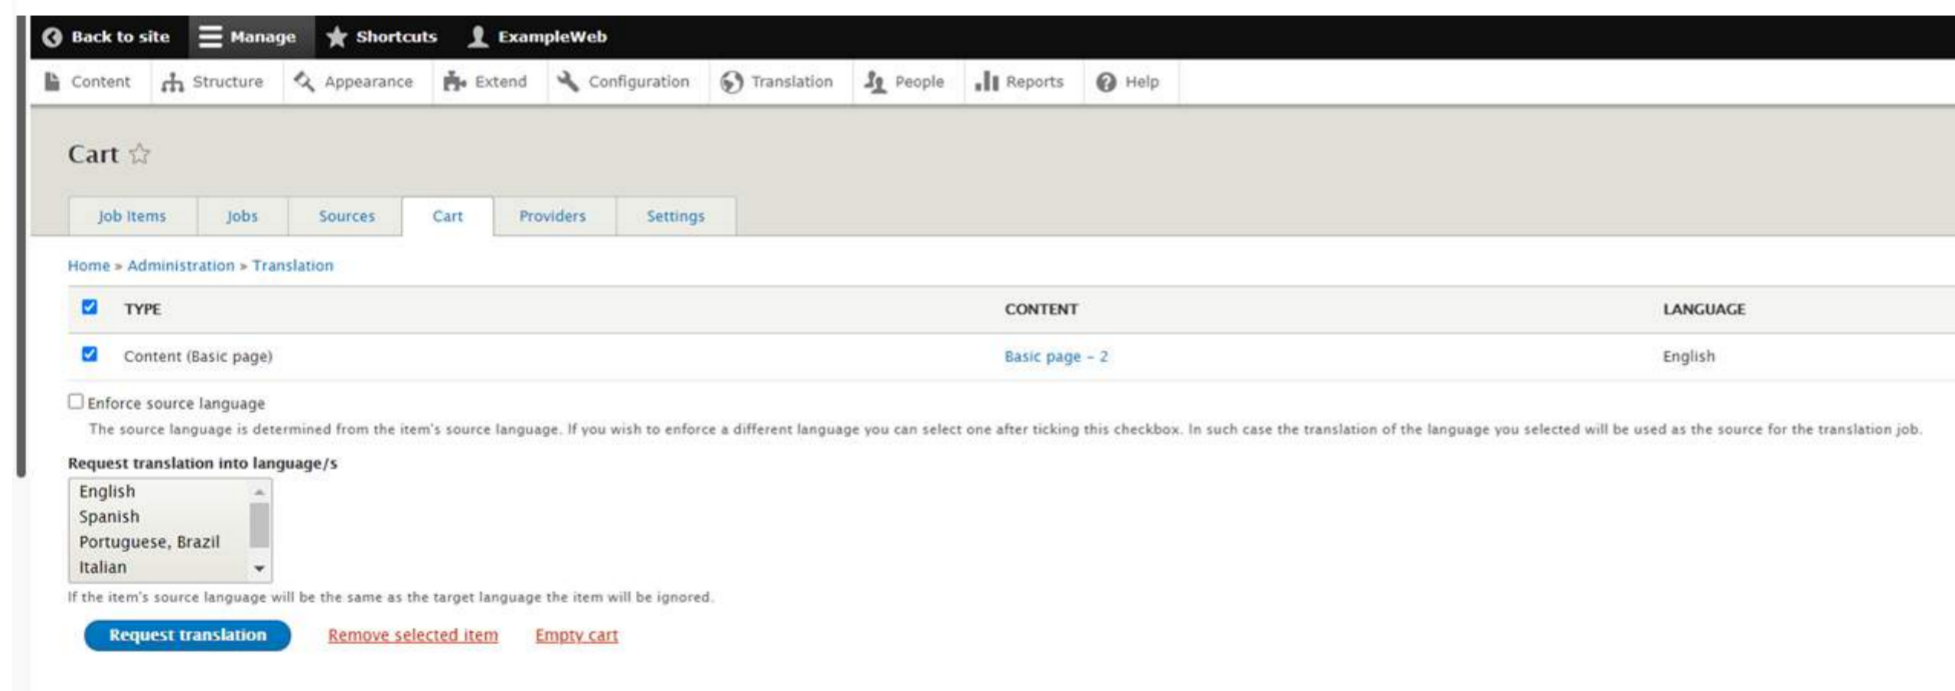 Back to site Manage Shortcuts ExampleWeb
Content Structure Appearance Extend Configuration Translation People Reports Help
Cart
Job Items Jobs Sources Cart Providers Settings
Home » Administration » Translation
TYPE CONTENT LANGUAGE
Content (Basic page) Basic page - 2 English
Enforce source language
The source language is determined from the item's source language. If you wish to enforce a different language you can select one after ticking this checkbox. In such case the translation of the language you selected will be used as the source for the translation job.
Request translation into language/s
English
Spanish
Portuguese, Brazil
Italian
If the item's source language will be the same as the target language the item will be ignored.
Request translation Remove selected item Empty cart